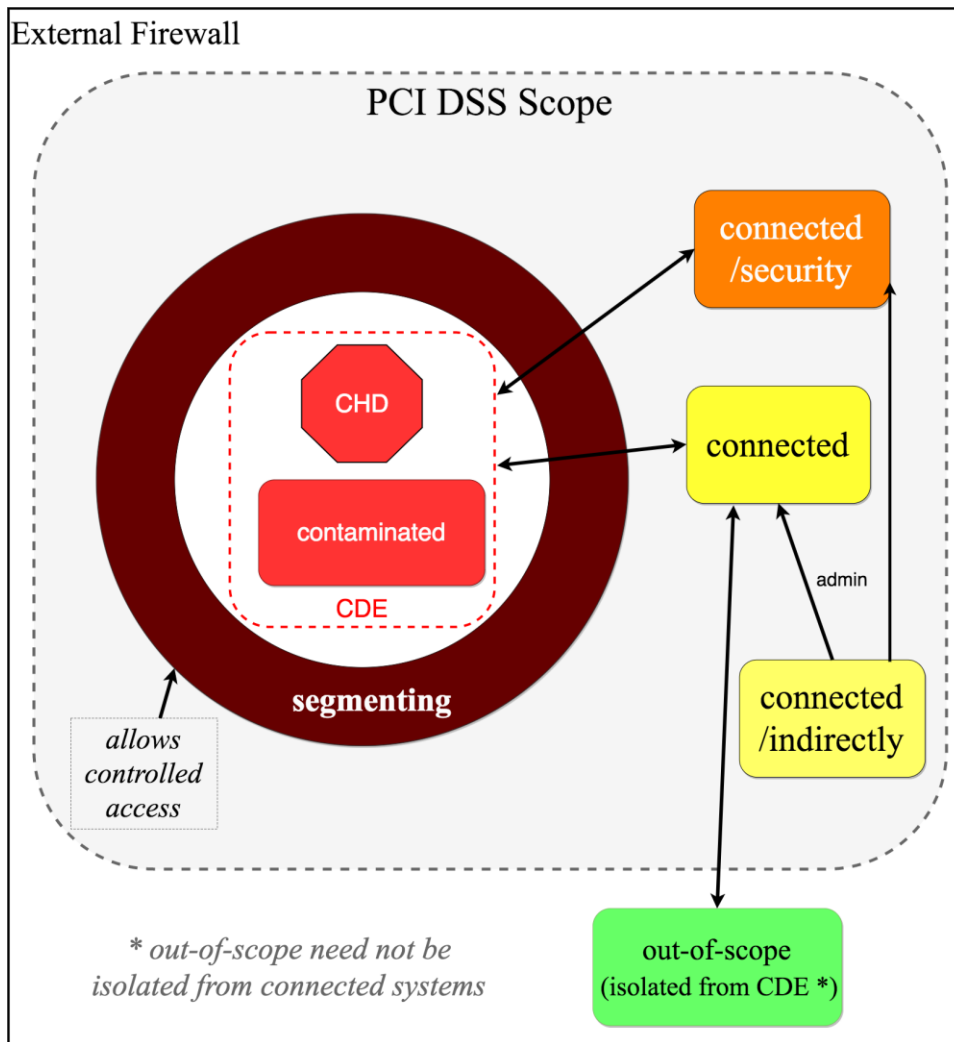 External Firewall
PCI DSS Scope
connected
/security
CHD
connected
contaminated
admin
CDE
connected
/indirectly
segmenting
allows
controlled
access
* out-of-scope need not be
isolated from connected systems
out-of-scope
(isolated from CDE *)